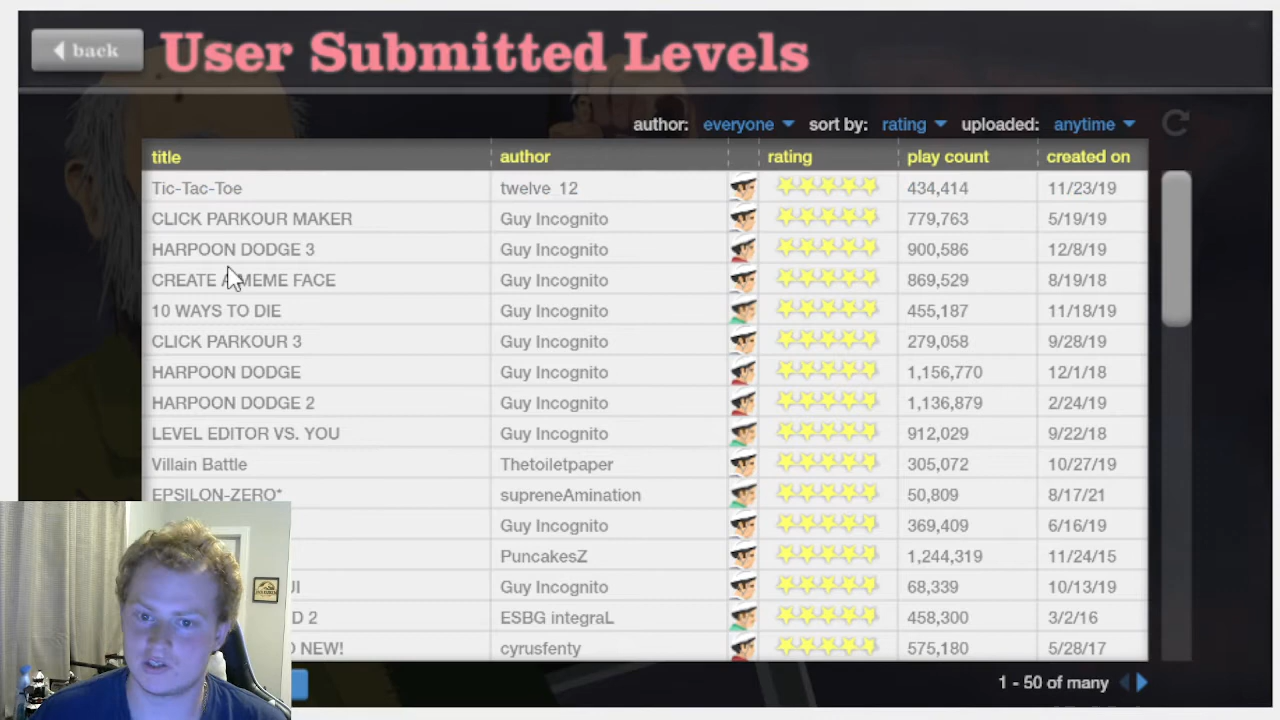 back User Submitted Levels
author: everyone sort by: rating uploaded: anytime
title author rating play count created on
Tic-Tac-Toe twelve 12 434,414 11/23/19
CLICK PARKOUR MAKER Guy Incognito 779,763 5/19/19
HARPOON DODGE 3 Guy Incognito 900,586 12/8/19
CREATE A MEME FACE Guy Incognito 869,529 8/19/18
10 WAYS TO DIE Guy Incognito 455,187 11/18/19
CLICK PARKOUR 3 Guy Incognito 279,058 9/28/19
HARPOON DODGE Guy Incognito 1,156,770 12/1/18
HARPOON DODGE 2 Guy Incognito 1,136,879 2/24/19
LEVEL EDITOR VS. YOU Guy Incognito 912,029 9/22/18
Villain Battle Thetoiletpaper 305,072 10/27/19
EPSILON-ZERO* supreneAmination 50,809 8/17/21
Guy Incognito 369,409 6/16/19
PuncakesZ 1,244,319 11/24/15
Guy Incognito 68,339 10/13/19
D 2 ESBG integraL 458,300 3/2/16
NEW! cyrusfenty 575,180 5/28/17
1 - 50 of many